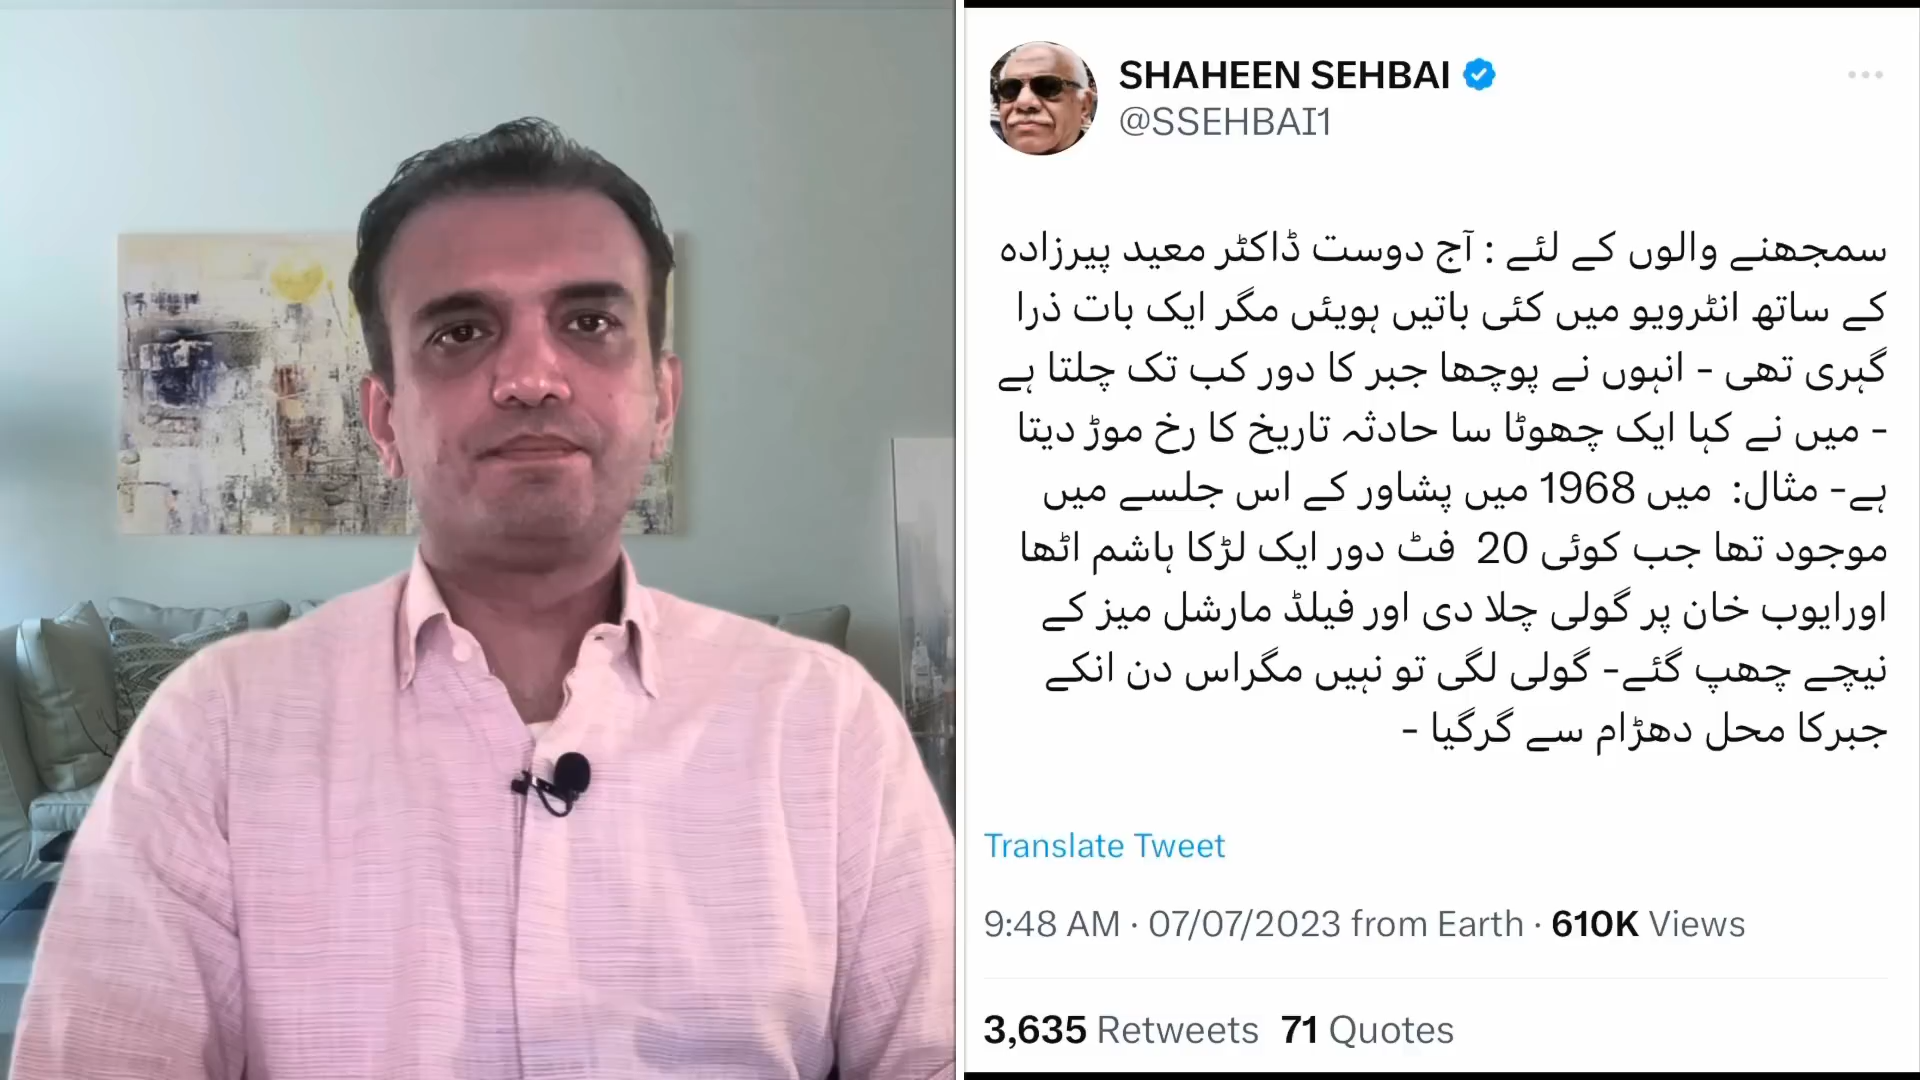 SHAHEEN SEHBAI
@SSEHBAI1
سمجھنے والوں کے لئے : آج دوست ڈاکٹر معید پیرزادہ
کے ساتھ انٹرویو میں کئی باتیں ہویئں مگر ایک بات ذرا
گہری تھی - انہوں نے پوچھا جبر کا دور کب تک چلتا ہے
- میں نے کہا ایک چھوٹا سا حادثہ تاریخ کا رخ موڑ دیتا
ہے- مثال: میں 1968 میں پشاور کے اس جلسے میں
موجود تھا جب کوئی 20 فٹ دور ایک لڑکا ہاشم اٹھا
اورایوب خان پر گولی چلا دی اور فیلڈ مارشل میز کے
نیچے چھپ گئے- گولی لگی تو نہیں مگراس دن انکے
جبرکا محل دھڑام سے گرگیا -
Translate Tweet
9:48 AM · 07/07/2023 from Earth · 610K Views
3,635 Retweets 71 Quotes